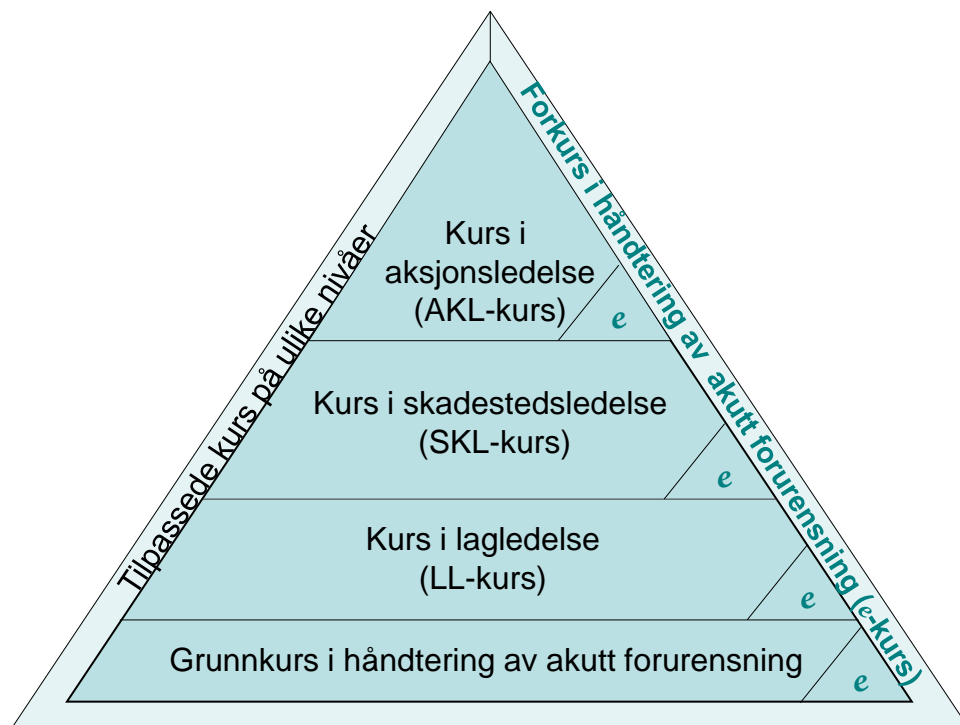 Tilpassede kurs på ulike nivåer
Forkurs i håndtering av akutt forurensning (e-kurs)
Kurs i
aksjonsledelse
(AKL-kurs)
e
Kurs i skadestedsledelse
(SKL-kurs)
e
Kurs i lagledelse
(LL-kurs)
e
Grunnkurs i håndtering av akutt forurensning
e